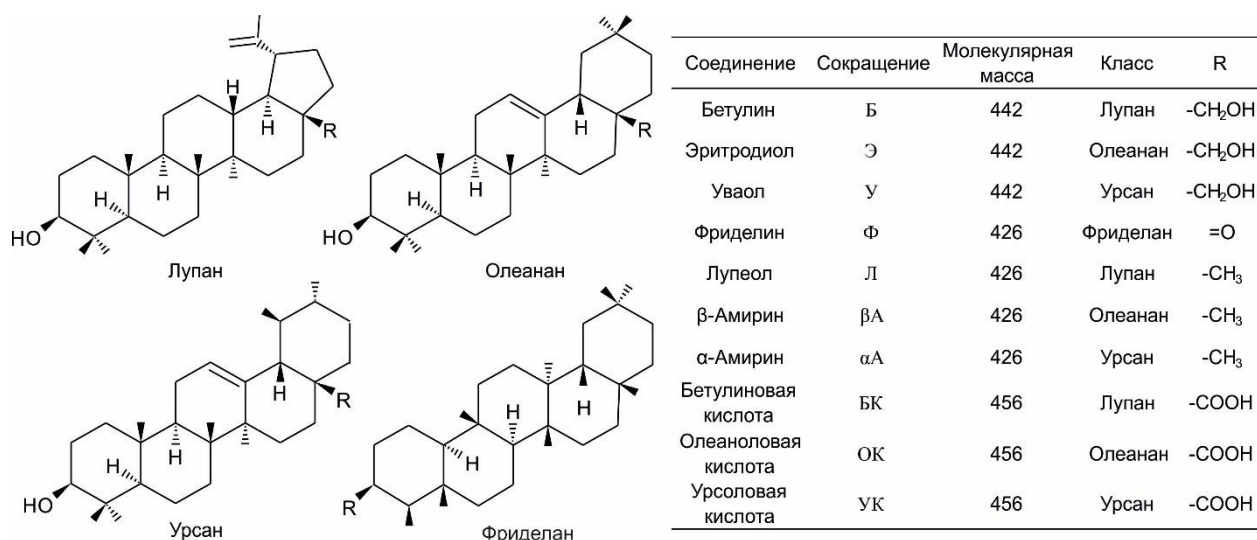 H
H
H
R
HO
H
Лупан
H
H
R
HO
H
Олеанан
H
H
R
HO
H
Урсан
H
H
H
R
Фриделан
Соединение Сокращение Молекулярная масса Класс R
Бетулин Б 442 Лупан -CH₂OH
Эритродиол Э 442 Олеанан -CH₂OH
Уваол У 442 Урсан -CH₂OH
Фриделин Ф 426 Фриделан =O
Лупеол Л 426 Лупан -CH₃
β-Амирин βА 426 Олеанан -CH₃
α-Амирин αА 426 Урсан -CH₃
Бетулиновая кислота БК 456 Лупан -COOH
Олеаноловая кислота ОК 456 Олеанан -COOH
Урсоловая кислота УК 456 Урсан -COOH